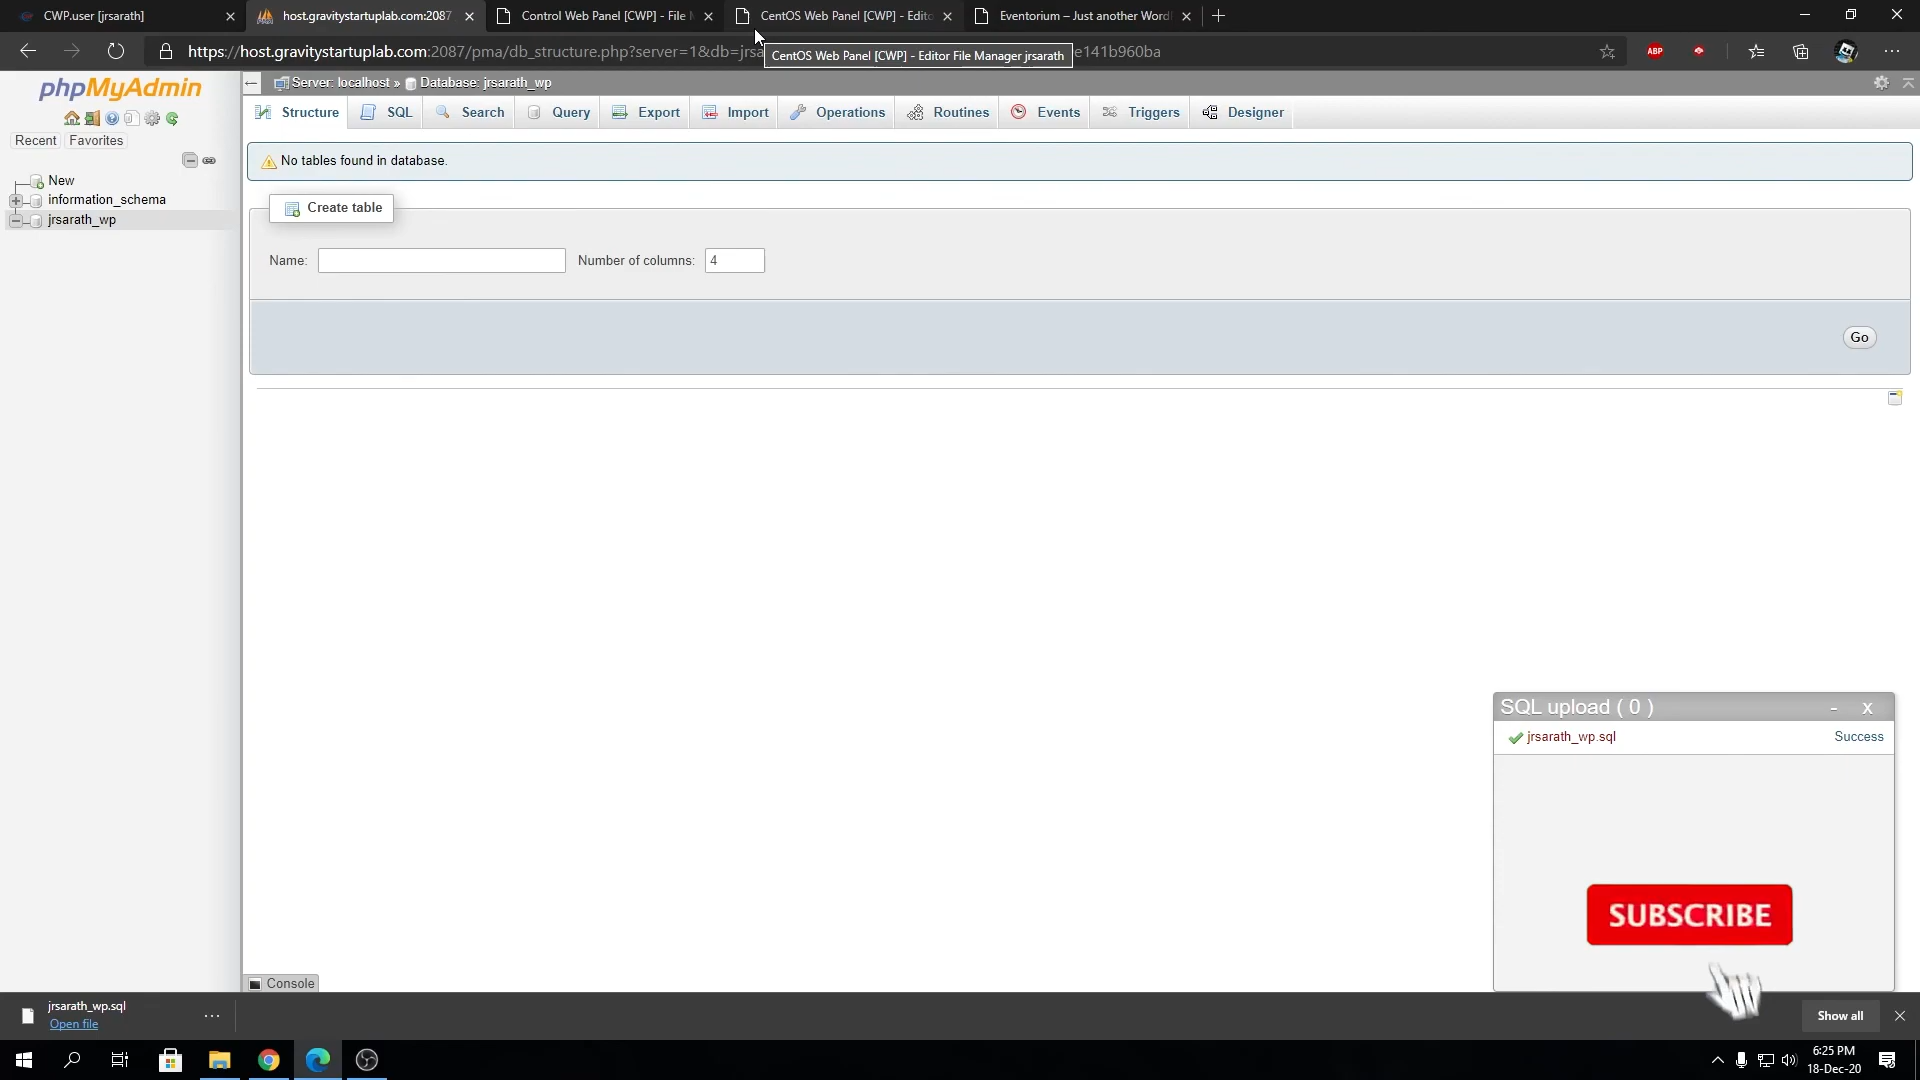 CWP.user [jrsarath]
host.gravitystartuplab.com:2087
Control Web Panel [CWP] - File M
CentOS Web Panel [CWP] - Edito
Eventorium – Just another Word
https://host.gravitystartuplab.com:2087/pma/db_structure.php?server=1&db=jrsa
e141b960ba
CentOS Web Panel [CWP] - Editor File Manager jrsarath
ABP
phpMyAdmin
Server: localhost » Database: jrsarath_wp
Structure SQL Search Query Export Import Operations Routines Events Triggers Designer
Recent Favorites
No tables found in database.
New
information_schema
jrsarath_wp
Create table
Name: Number of columns: 4
Go
SQL upload ( 0 ) - x
jrsarath_wp.sql Success
SUBSCRIBE
Console
jrsarath_wp.sql
Open file
Show all
6:25 PM
18-Dec-20